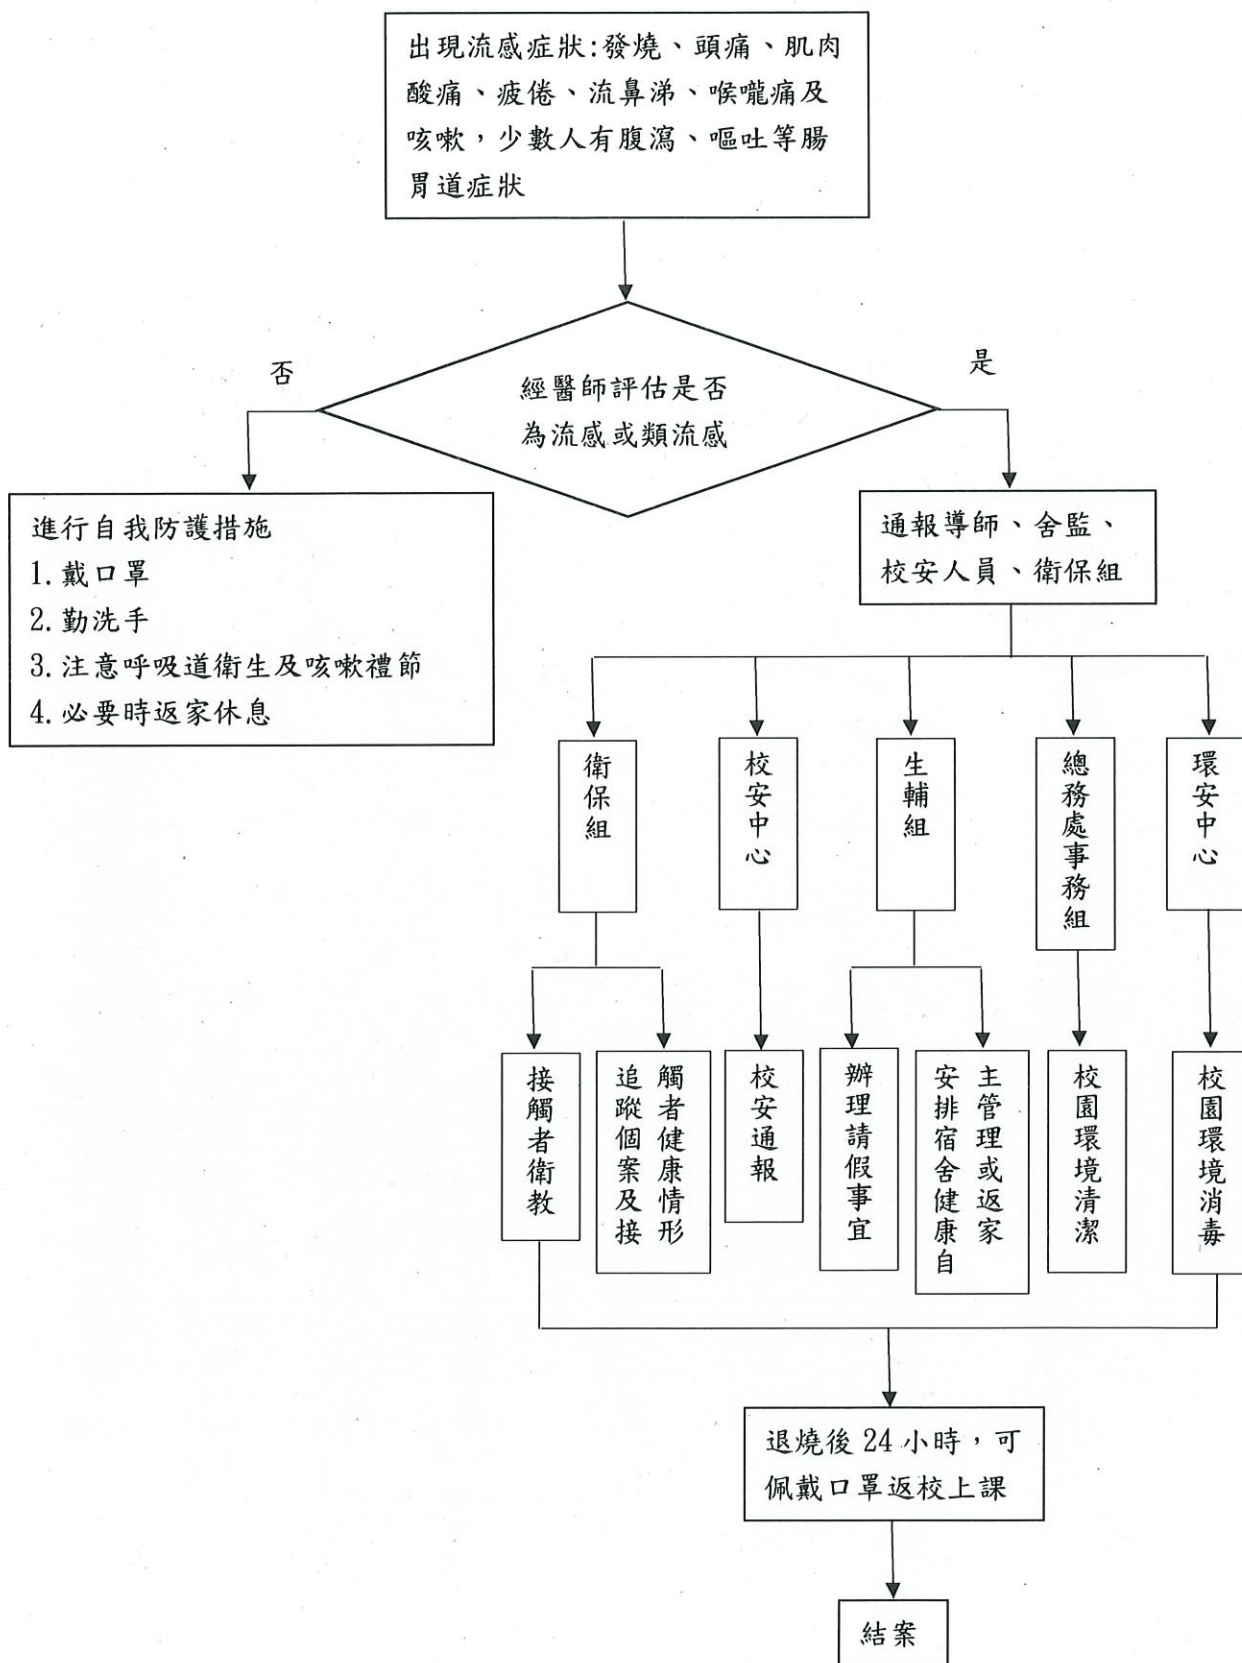 出現流感症狀:發燒、頭痛、肌肉
酸痛、疲倦、流鼻涕、喉嚨痛及
咳嗽，少數人有腹瀉、嘔吐等腸
胃道症狀
否
是
經醫師評估是否
為流感或類流感
進行自我防護措施
1.戴口罩
2.勤洗手
3.注意呼吸道衛生及咳嗽禮節
4.必要時返家休息
通報導師、舍監、
校安人員、衛保組
衛保組
校安中心
生輔組
總務處事務組
環安中心
接觸者衛教
追蹤個案及接
觸者健康情形
校安通報
辦理請假事宜
安排宿舍健康自
主管理或返家
校園環境清潔
校園環境消毒
退燒後 24 小時，可
佩戴口罩返校上課
結案